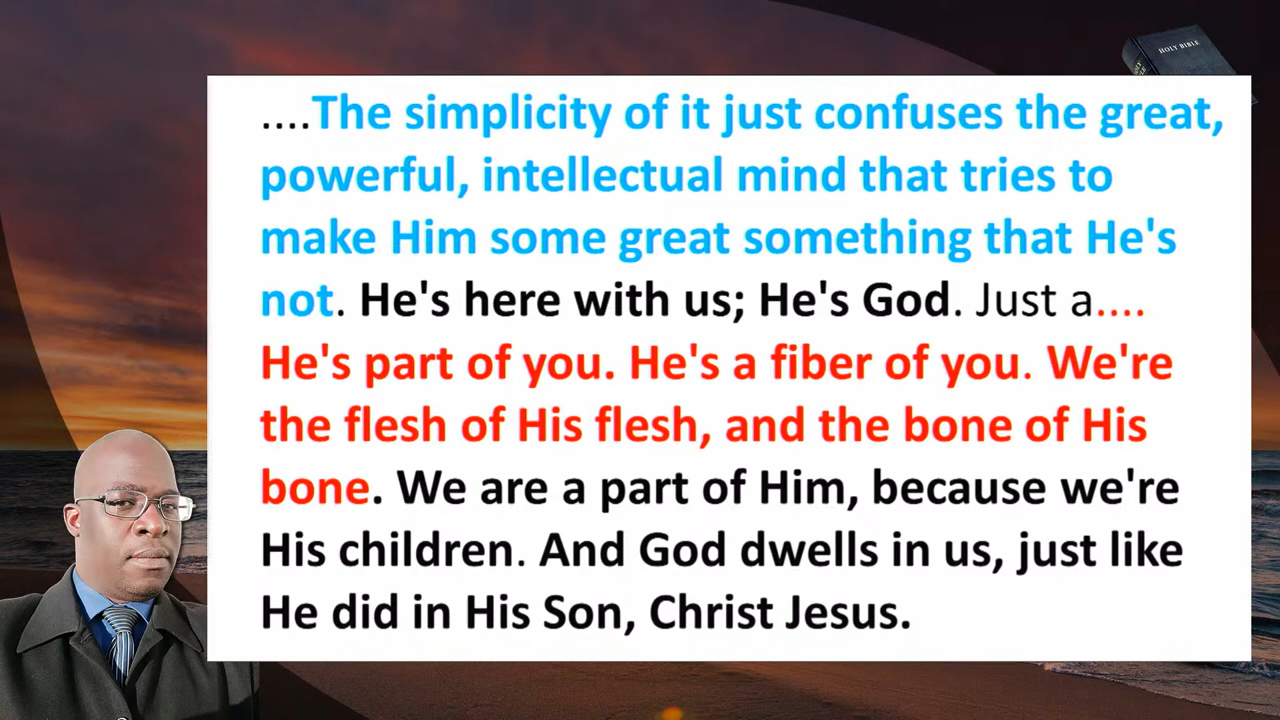 HOLY BIBLE
....The simplicity of it just confuses the great,
powerful, intellectual mind that tries to
make Him some great something that He's
not. He's here with us; He's God. Just a....
He's part of you. He's a fiber of you. We're
the flesh of His flesh, and the bone of His
bone. We are a part of Him, because we're
His children. And God dwells in us, just like
He did in His Son, Christ Jesus.